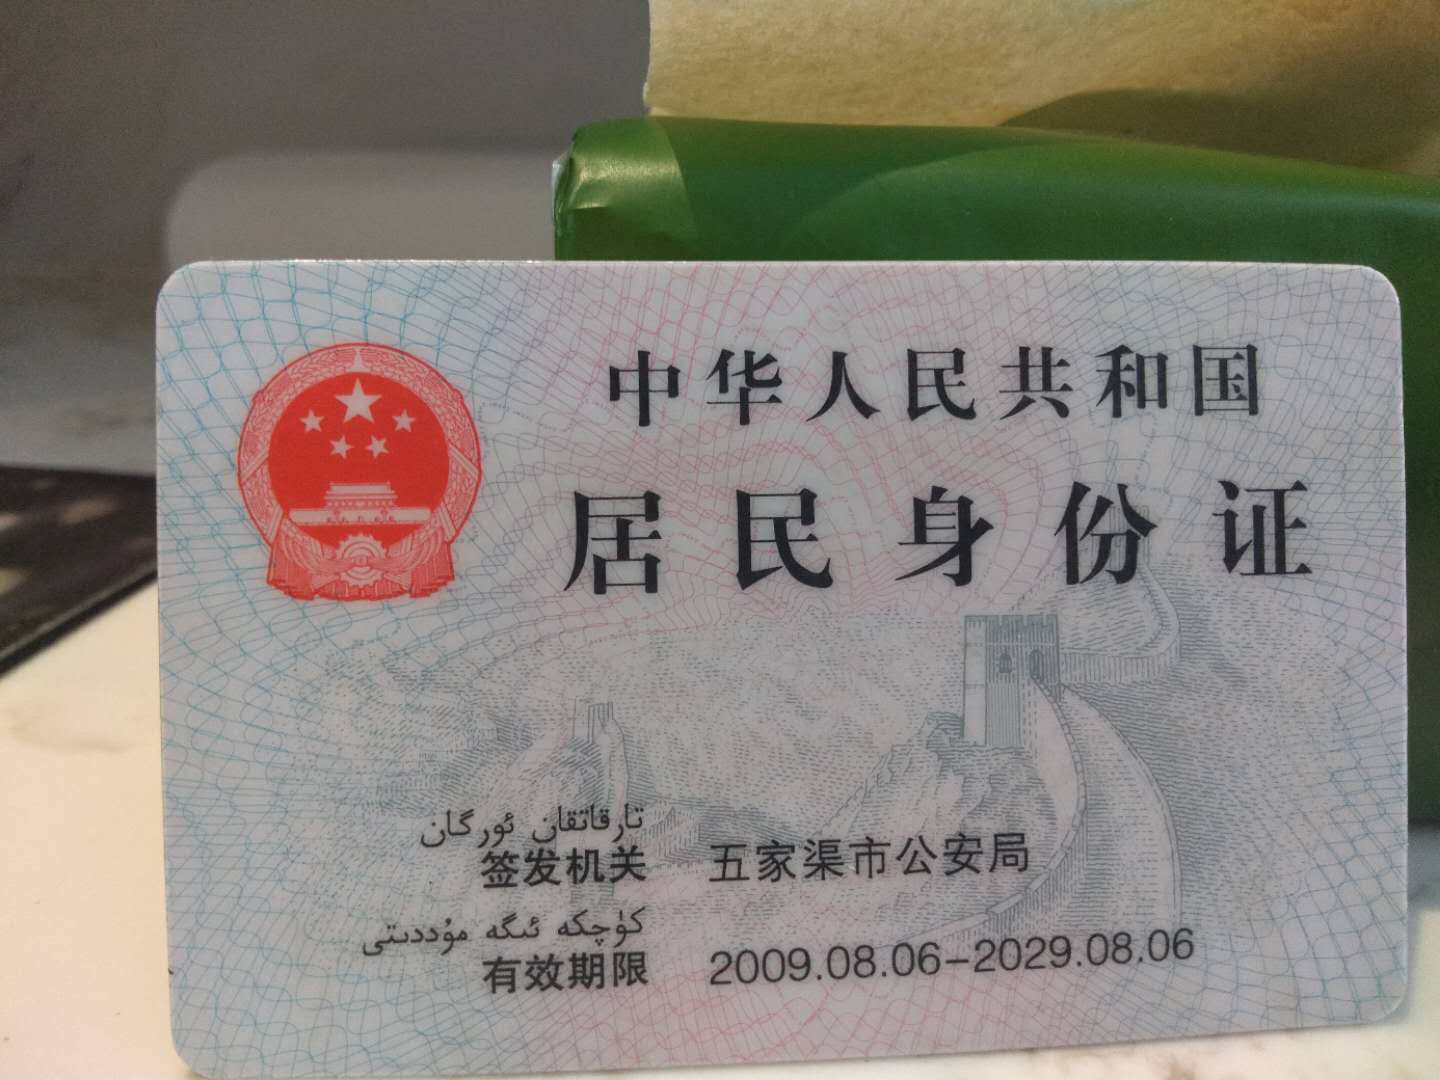 中华人民共和国
居民身份证
تارقاتقان ئورگان
签发机关 五家渠市公安局
كۈچكە ئىگە مۇددىتى
有效期限 2009.08.06-2029.08.06